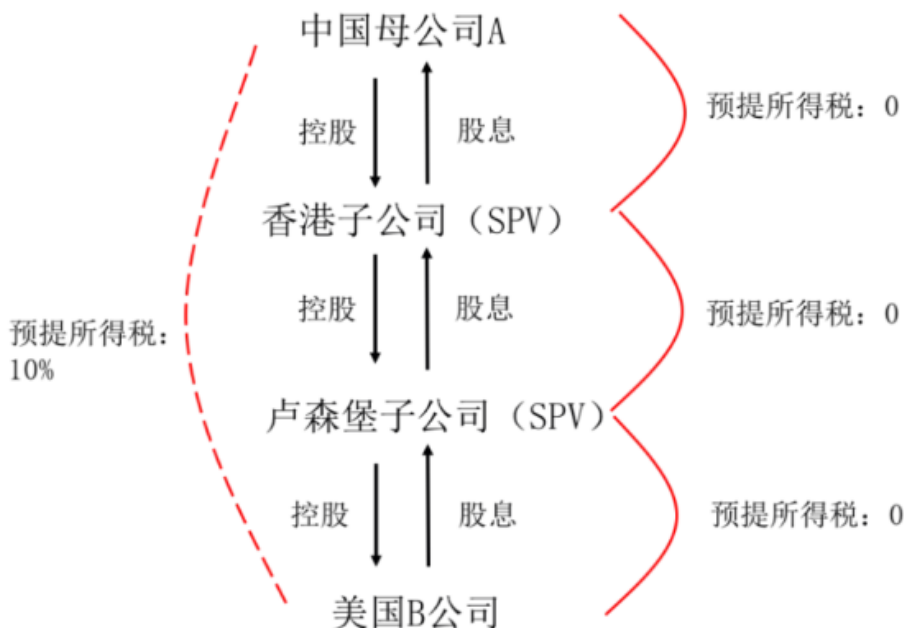 中国母公司A
预提所得税：0
控股
股息
香港子公司（SPV）
控股
股息
预提所得税：0
预提所得税：
10%
卢森堡子公司（SPV）
控股
股息
预提所得税：0
美国B公司